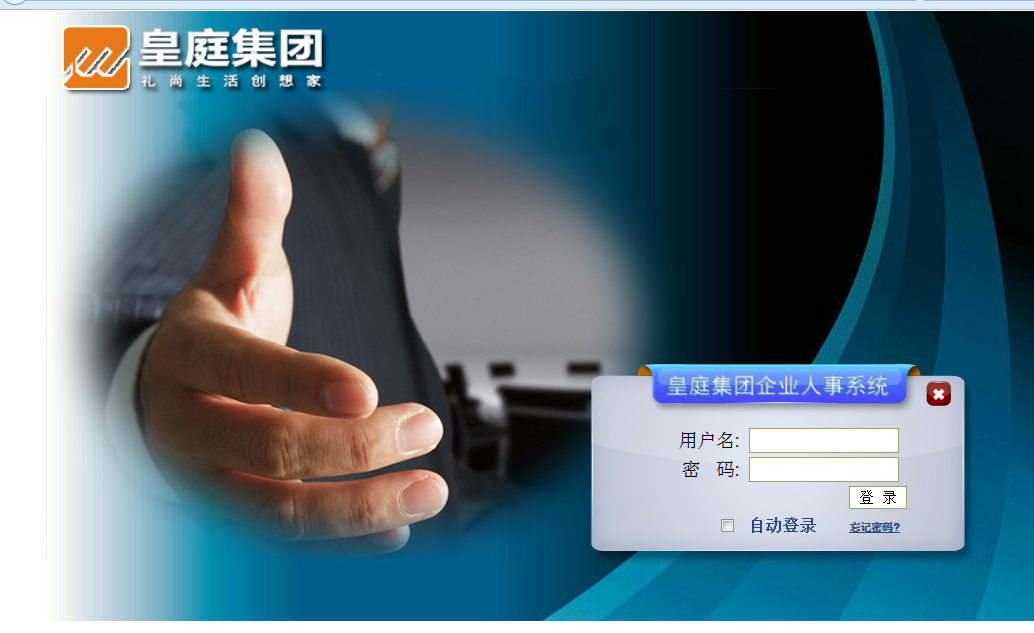 皇庭集团
礼尚生活创想家
皇庭集团企业人事系统
用户名:
密 码:
登 录
自动登录 忘记密码?